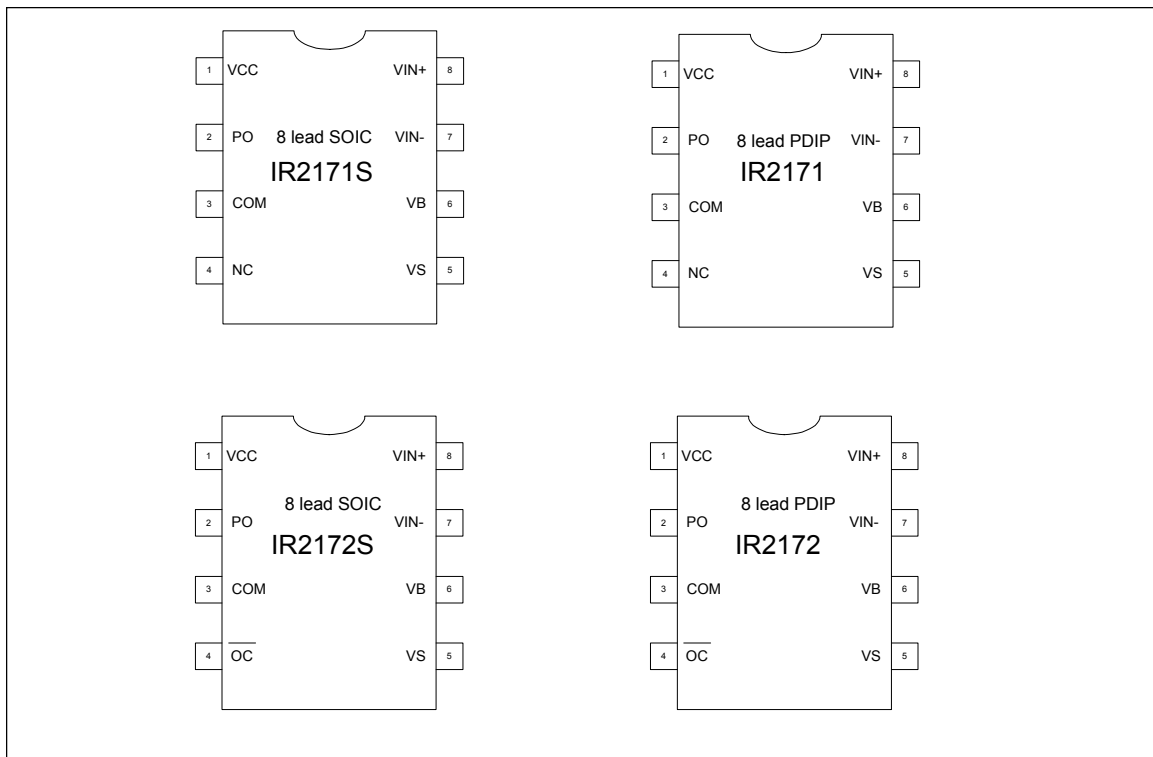 1 VCC VIN+ 8
2 PO 8 lead SOIC VIN- 7
IR2171S
3 COM VB 6
4 NC VS 5
1 VCC VIN+ 8
2 PO 8 lead PDIP VIN- 7
IR2171
3 COM VB 6
4 NC VS 5
1 VCC VIN+ 8
8 lead SOIC
2 PO VIN- 7
IR2172S
3 COM VB 6
4 OC VS 5
1 VCC VIN+ 8
8 lead PDIP
2 PO VIN- 7
IR2172
3 COM VB 6
4 OC VS 5